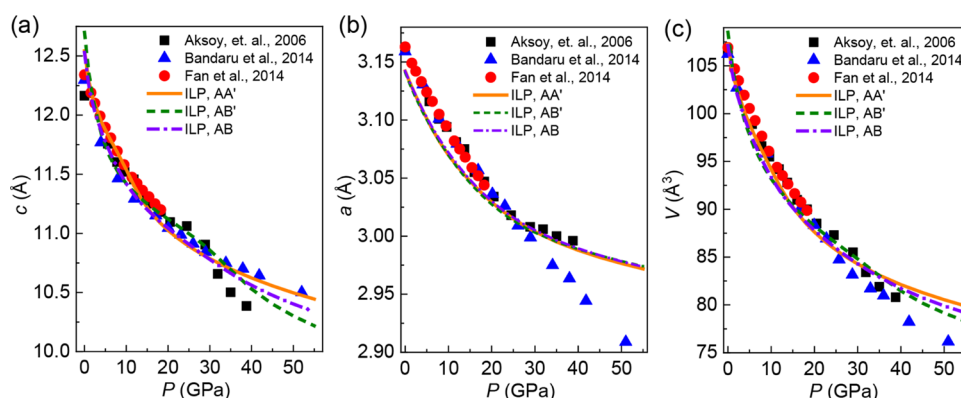 (a)
12.5
12.0
11.5
11.0
10.5
10.0
c (Å)
Aksoy, et. al., 2006
Bandaru et al., 2014
Fan et al., 2014
ILP, AA'
ILP, AB'
ILP, AB
0 10 20 30 40 50
P (GPa)
(b)
3.15
3.10
3.05
3.00
2.95
2.90
a (Å)
Aksoy, et. al., 2006
Bandaru et al., 2014
Fan et al., 2014
ILP, AA'
ILP, AB'
ILP, AB
0 10 20 30 40 50
P (GPa)
(c)
105
100
95
90
85
80
75
V (Å³)
Aksoy, et. al., 2006
Bandaru et al., 2014
Fan et al., 2014
ILP, AA'
ILP, AB'
ILP, AB
0 10 20 30 40 50
P (GPa)